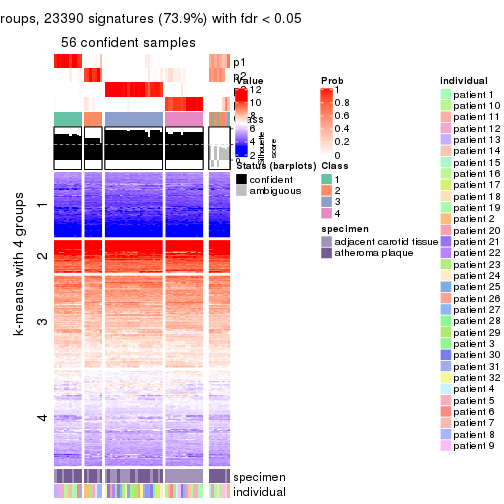 roups, 23390 signatures (73.9%) with fdr < 0.05
56 confident samples
p1
p2
Value
12
10
8
6
4
2
Prob
1
0.8
0.6
0.4
0.2
0
silhouette
score
Status (barplots)
confident
ambiguous
Class
1
2
3
4
specimen
adjacent carotid tissue
atheroma plaque
individual
patient 1
patient 10
patient 11
patient 12
patient 13
patient 14
patient 15
patient 16
patient 17
patient 18
patient 19
patient 2
patient 20
patient 21
patient 22
patient 23
patient 24
patient 25
patient 26
patient 27
patient 28
patient 29
patient 3
patient 30
patient 31
patient 32
patient 4
patient 5
patient 6
patient 7
patient 8
patient 9
k-means with 4 groups
1
2
3
4
specimen
individual